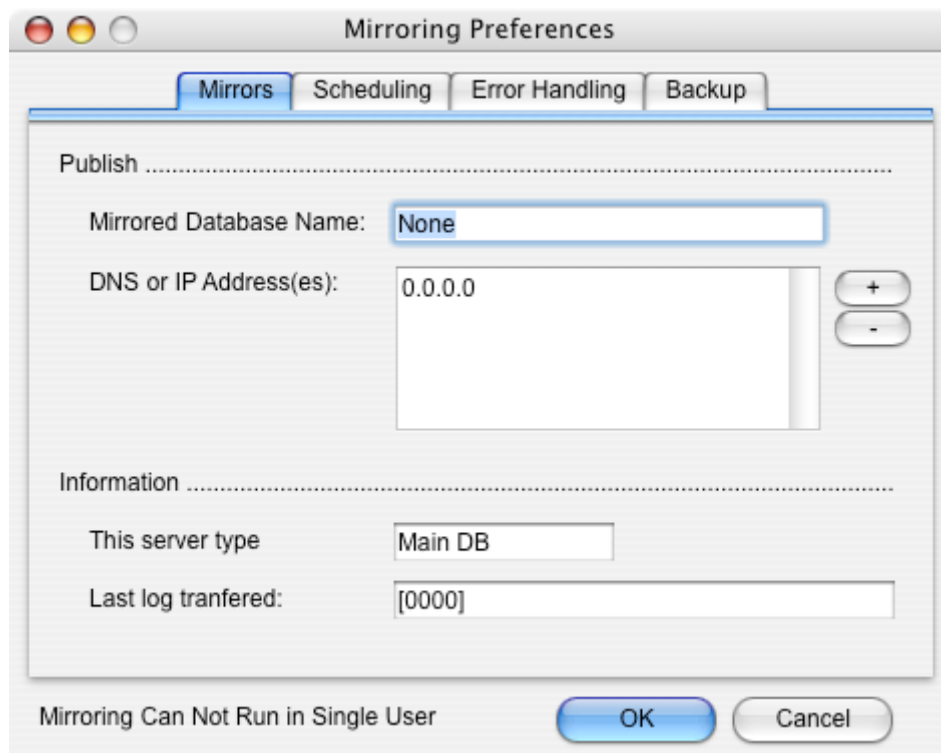 Mirroring Preferences
Mirrors Scheduling Error Handling Backup
Publish
Mirrored Database Name: None
DNS or IP Address(es): 0.0.0.0
+
-
Information
This server type Main DB
Last log tranfered: [0000]
Mirroring Can Not Run in Single User OK Cancel